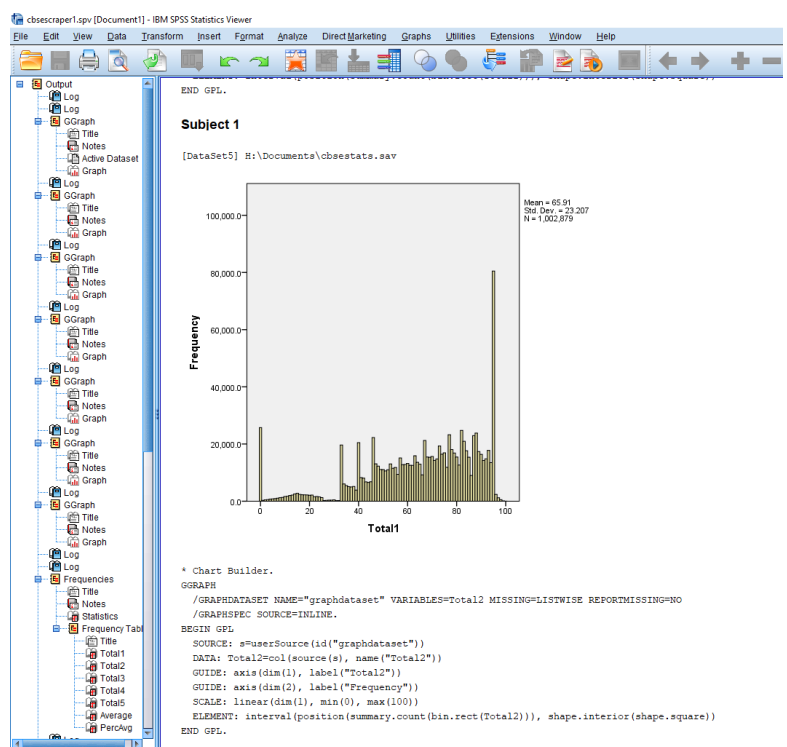 cbsescraper1.spv [Document1] - IBM SPSS Statistics Viewer
File Edit View Data Transform Insert Format Analyze Direct Marketing Graphs Utilities Extensions Window Help
Output
Log
Log
GGraph
Title
Notes
Active Dataset
Graph
Log
GGraph
Title
Notes
Graph
Log
GGraph
Title
Notes
Graph
Log
GGraph
Title
Notes
Graph
Log
GGraph
Title
Notes
Graph
Log
GGraph
Title
Notes
Graph
Log
GGraph
Title
Notes
Graph
Log
Log
Frequencies
Title
Notes
Statistics
Frequency Tabl
Title
Total1
Total2
Total3
Total4
Total5
Average
PercAvg
END GPL.
Subject 1
[DataSet5] H:\Documents\cbsestats.sav
Mean = 65.91
Std. Dev. = 23.207
N = 1,002,879
100,000.0
80,000.0
60,000.0
40,000.0
20,000.0
0.0
Frequency
0 20 40 60 80 100
Total1
* Chart Builder.
GGRAPH
/GRAPHDATASET NAME="graphdataset" VARIABLES=Total2 MISSING=LISTWISE REPORTMISSING=NO
/GRAPHSPEC SOURCE=INLINE.
BEGIN GPL
SOURCE: s=userSource(id("graphdataset"))
DATA: Total2=col(source(s), name("Total2"))
GUIDE: axis(dim(1), label("Total2"))
GUIDE: axis(dim(2), label("Frequency"))
SCALE: linear(dim(1), min(0), max(100))
ELEMENT: interval(position(summary.count(bin.rect(Total2))), shape.interior(shape.square))
END GPL.